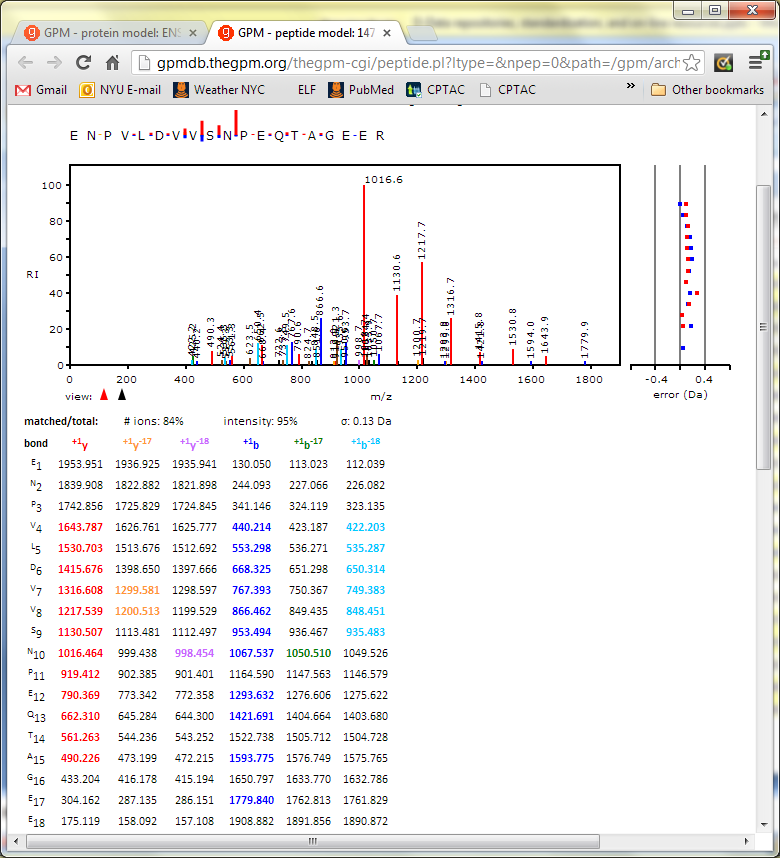 GPM - protein model: ENS
GPM - peptide model: 147
gpmdb.thegpm.org/thegpm-cgi/peptide.pl?ltype=&npep=0&path=/gpm/arch
Gmail NYU E-mail Weather NYC ELF PubMed CPTAC CPTAC » Other bookmarks
E N P V L D V V S N P E Q T A G E E R
100
80
60
40
20
0
RI
490.3
623.5
790.6
866.6
1016.6
1130.6
1200.7
1217.7
1316.7
1530.8
1594.0
1643.9
1779.9
0 200 400 600 800 1000 1200 1400 1600 1800
view: m/z
-0.4 0.4
error (Da)
matched/total: # ions: 84% intensity: 95% σ: 0.13 Da
bond +1y +1y-17 +1y-18 +1b +1b-17 +1b-18
E1 1953.951 1936.925 1935.941 130.050 113.023 112.039
N2 1839.908 1822.882 1821.898 244.093 227.066 226.082
P3 1742.856 1725.829 1724.845 341.146 324.119 323.135
V4 1643.787 1626.761 1625.777 440.214 423.187 422.203
L5 1530.703 1513.676 1512.692 553.298 536.271 535.287
D6 1415.676 1398.650 1397.666 668.325 651.298 650.314
V7 1316.608 1299.581 1298.597 767.393 750.367 749.383
V8 1217.539 1200.513 1199.529 866.462 849.435 848.451
S9 1130.507 1113.481 1112.497 953.494 936.467 935.483
N10 1016.464 999.438 998.454 1067.537 1050.510 1049.526
P11 919.412 902.385 901.401 1164.590 1147.563 1146.579
E12 790.369 773.342 772.358 1293.632 1276.606 1275.622
Q13 662.310 645.284 644.300 1421.691 1404.664 1403.680
T14 561.263 544.236 543.252 1522.738 1505.712 1504.728
A15 490.226 473.199 472.215 1593.775 1576.749 1575.765
G16 433.204 416.178 415.194 1650.797 1633.770 1632.786
E17 304.162 287.135 286.151 1779.840 1762.813 1761.829
E18 175.119 158.092 157.108 1908.882 1891.856 1890.872